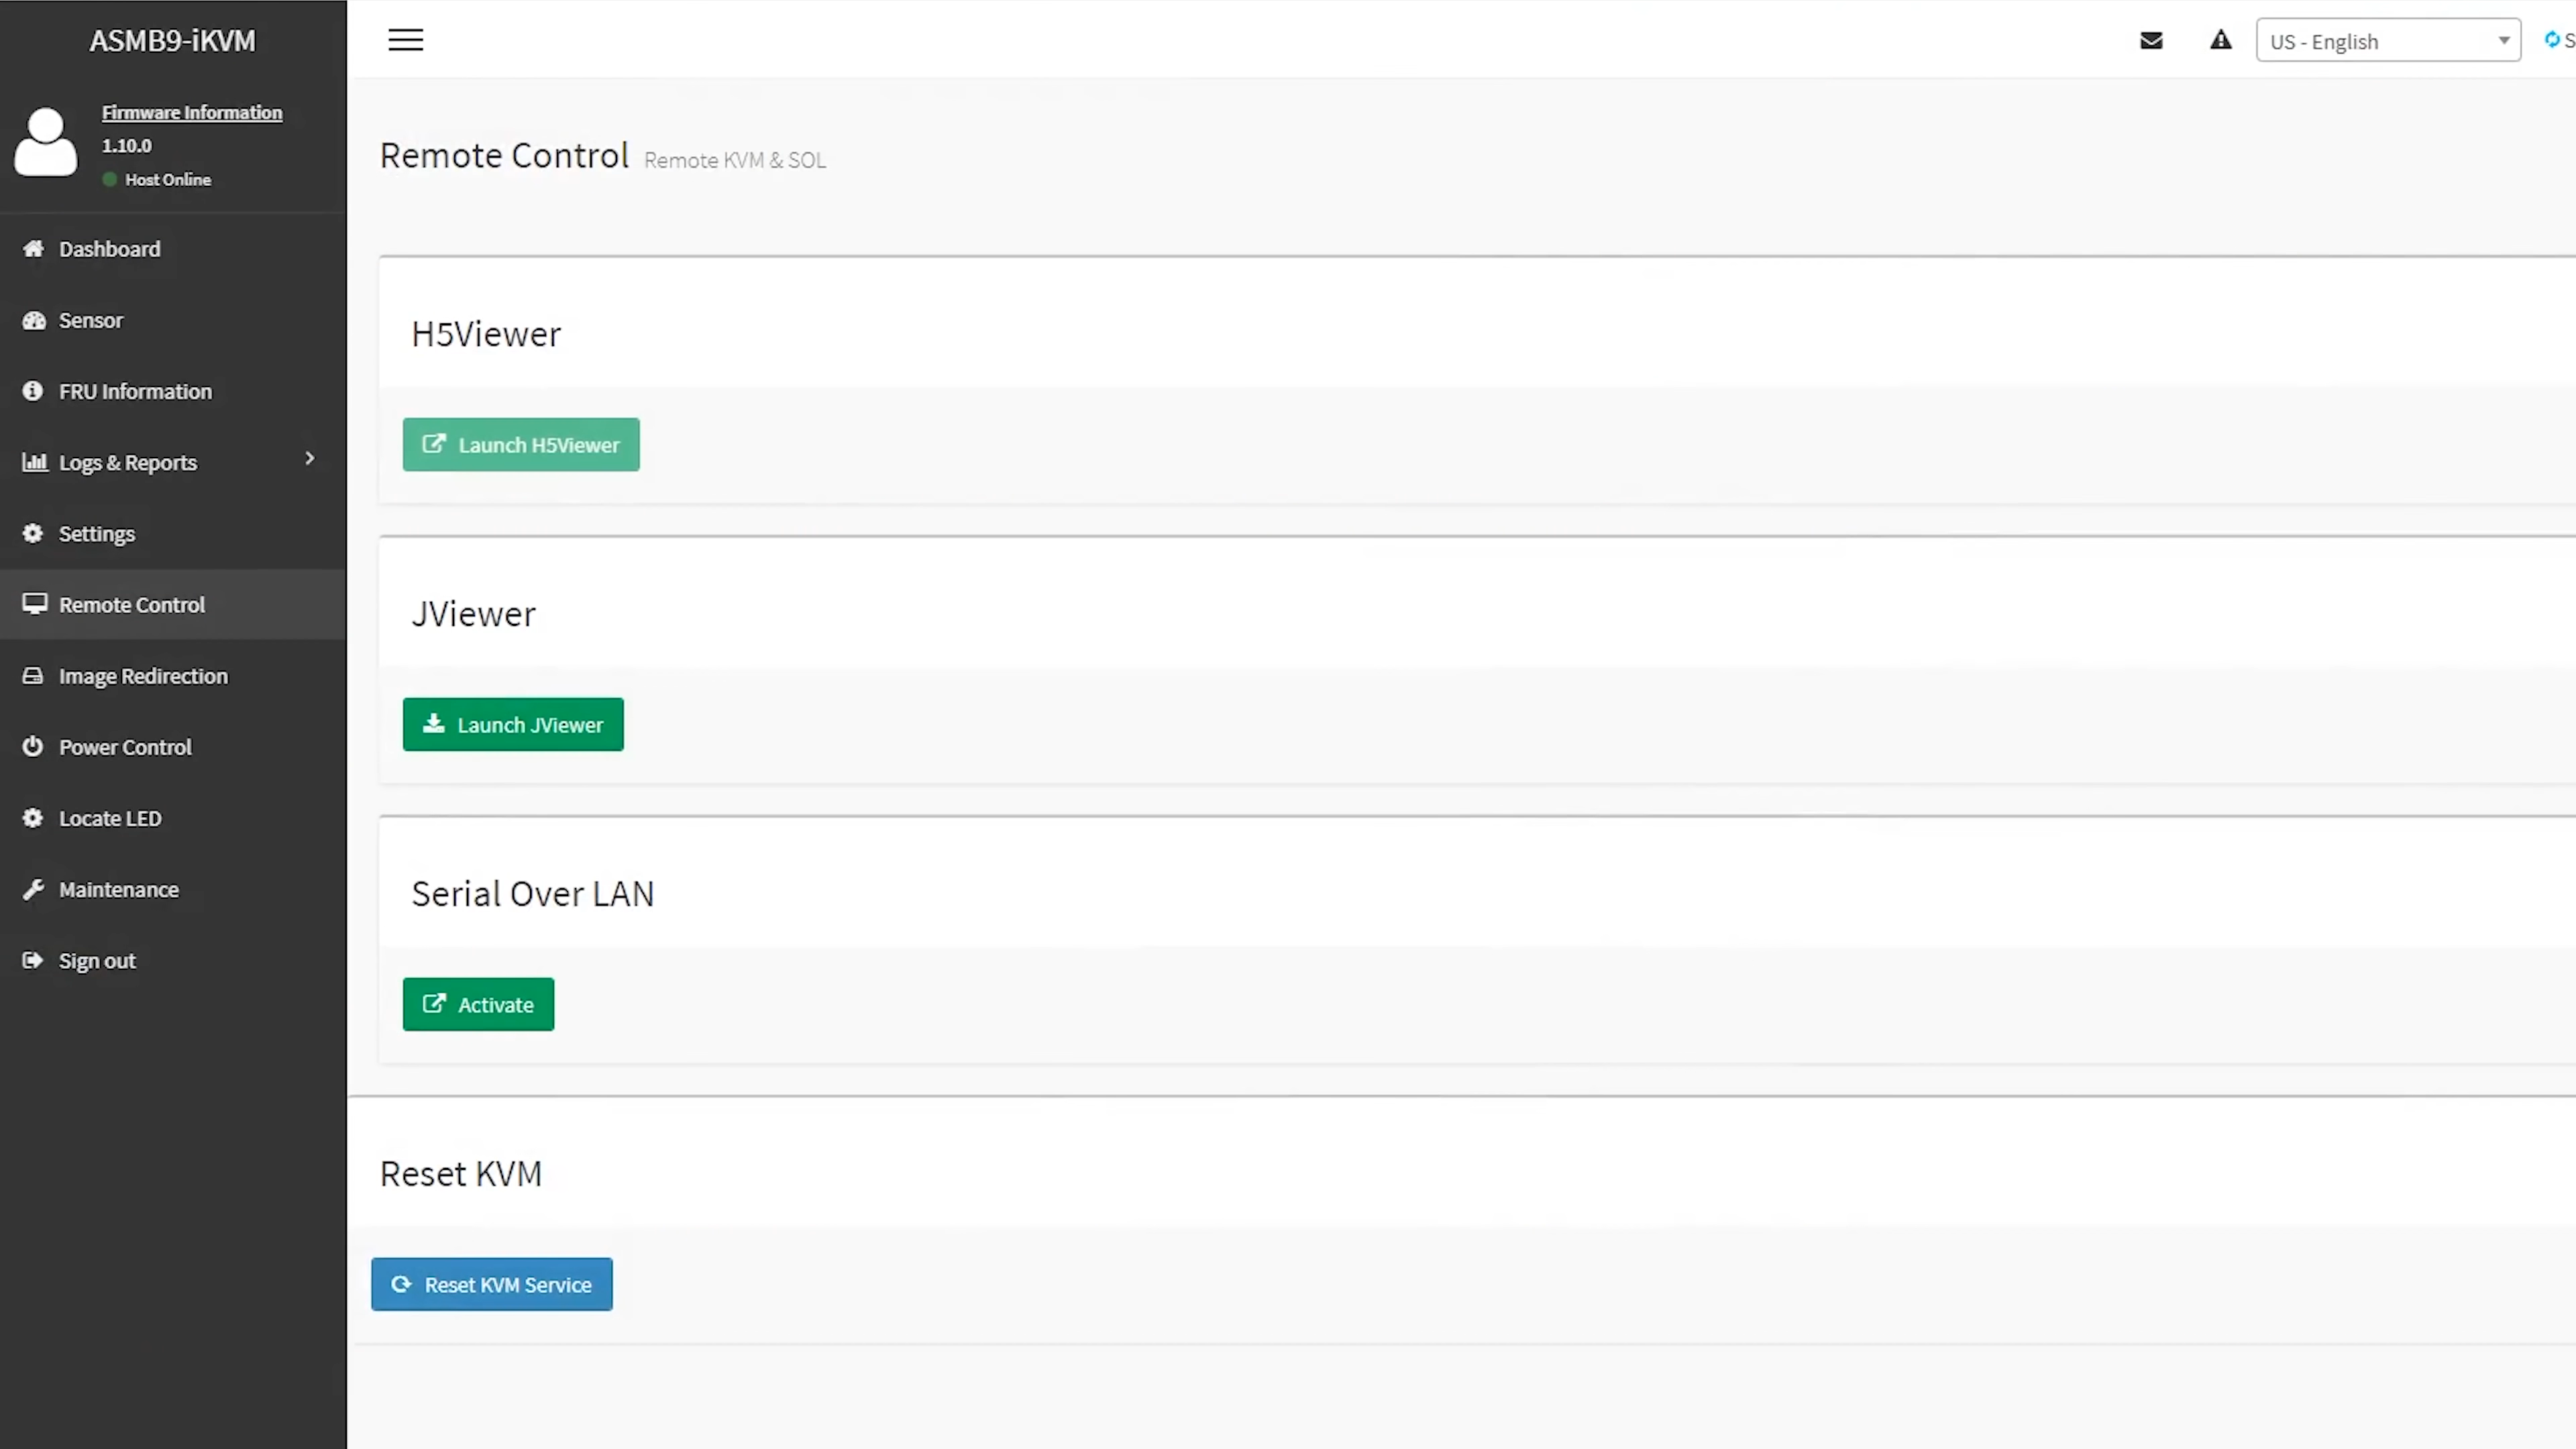 ASMB9-iKVM
Firmware Information
1.10.0
Host Online
Dashboard
Sensor
FRU Information
Logs & Reports
Settings
Remote Control
Image Redirection
Power Control
Locate LED
Maintenance
Sign out
US - English
S
Remote Control Remote KVM & SOL
H5Viewer
Launch H5Viewer
JViewer
Launch JViewer
Serial Over LAN
Activate
Reset KVM
Reset KVM Service